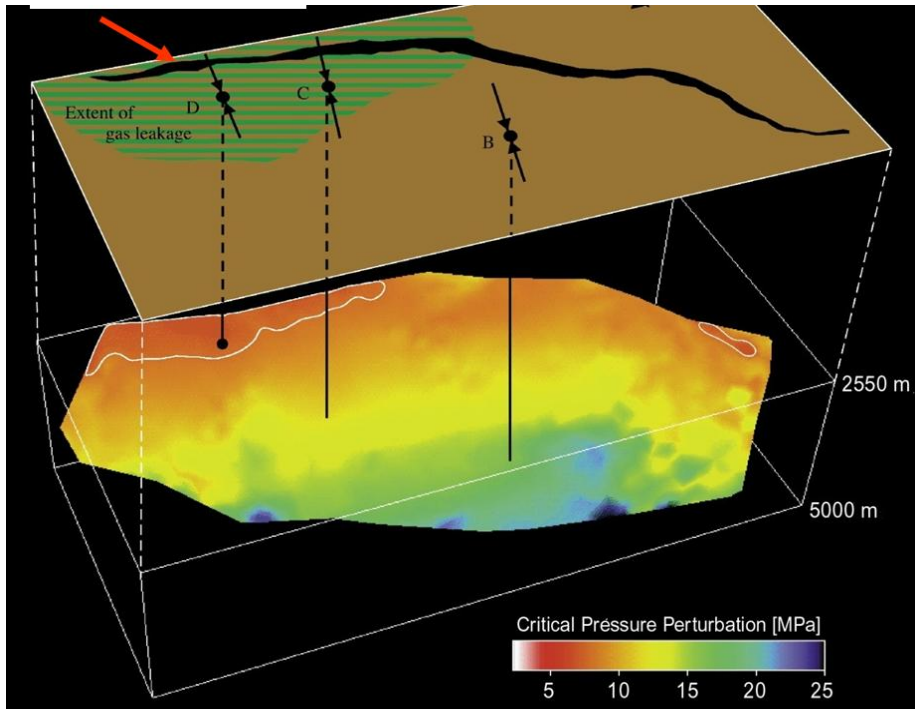 D
C
B
Extent of
gas leakage
2550 m
5000 m
Critical Pressure Perturbation [MPa]
5 10 15 20 25